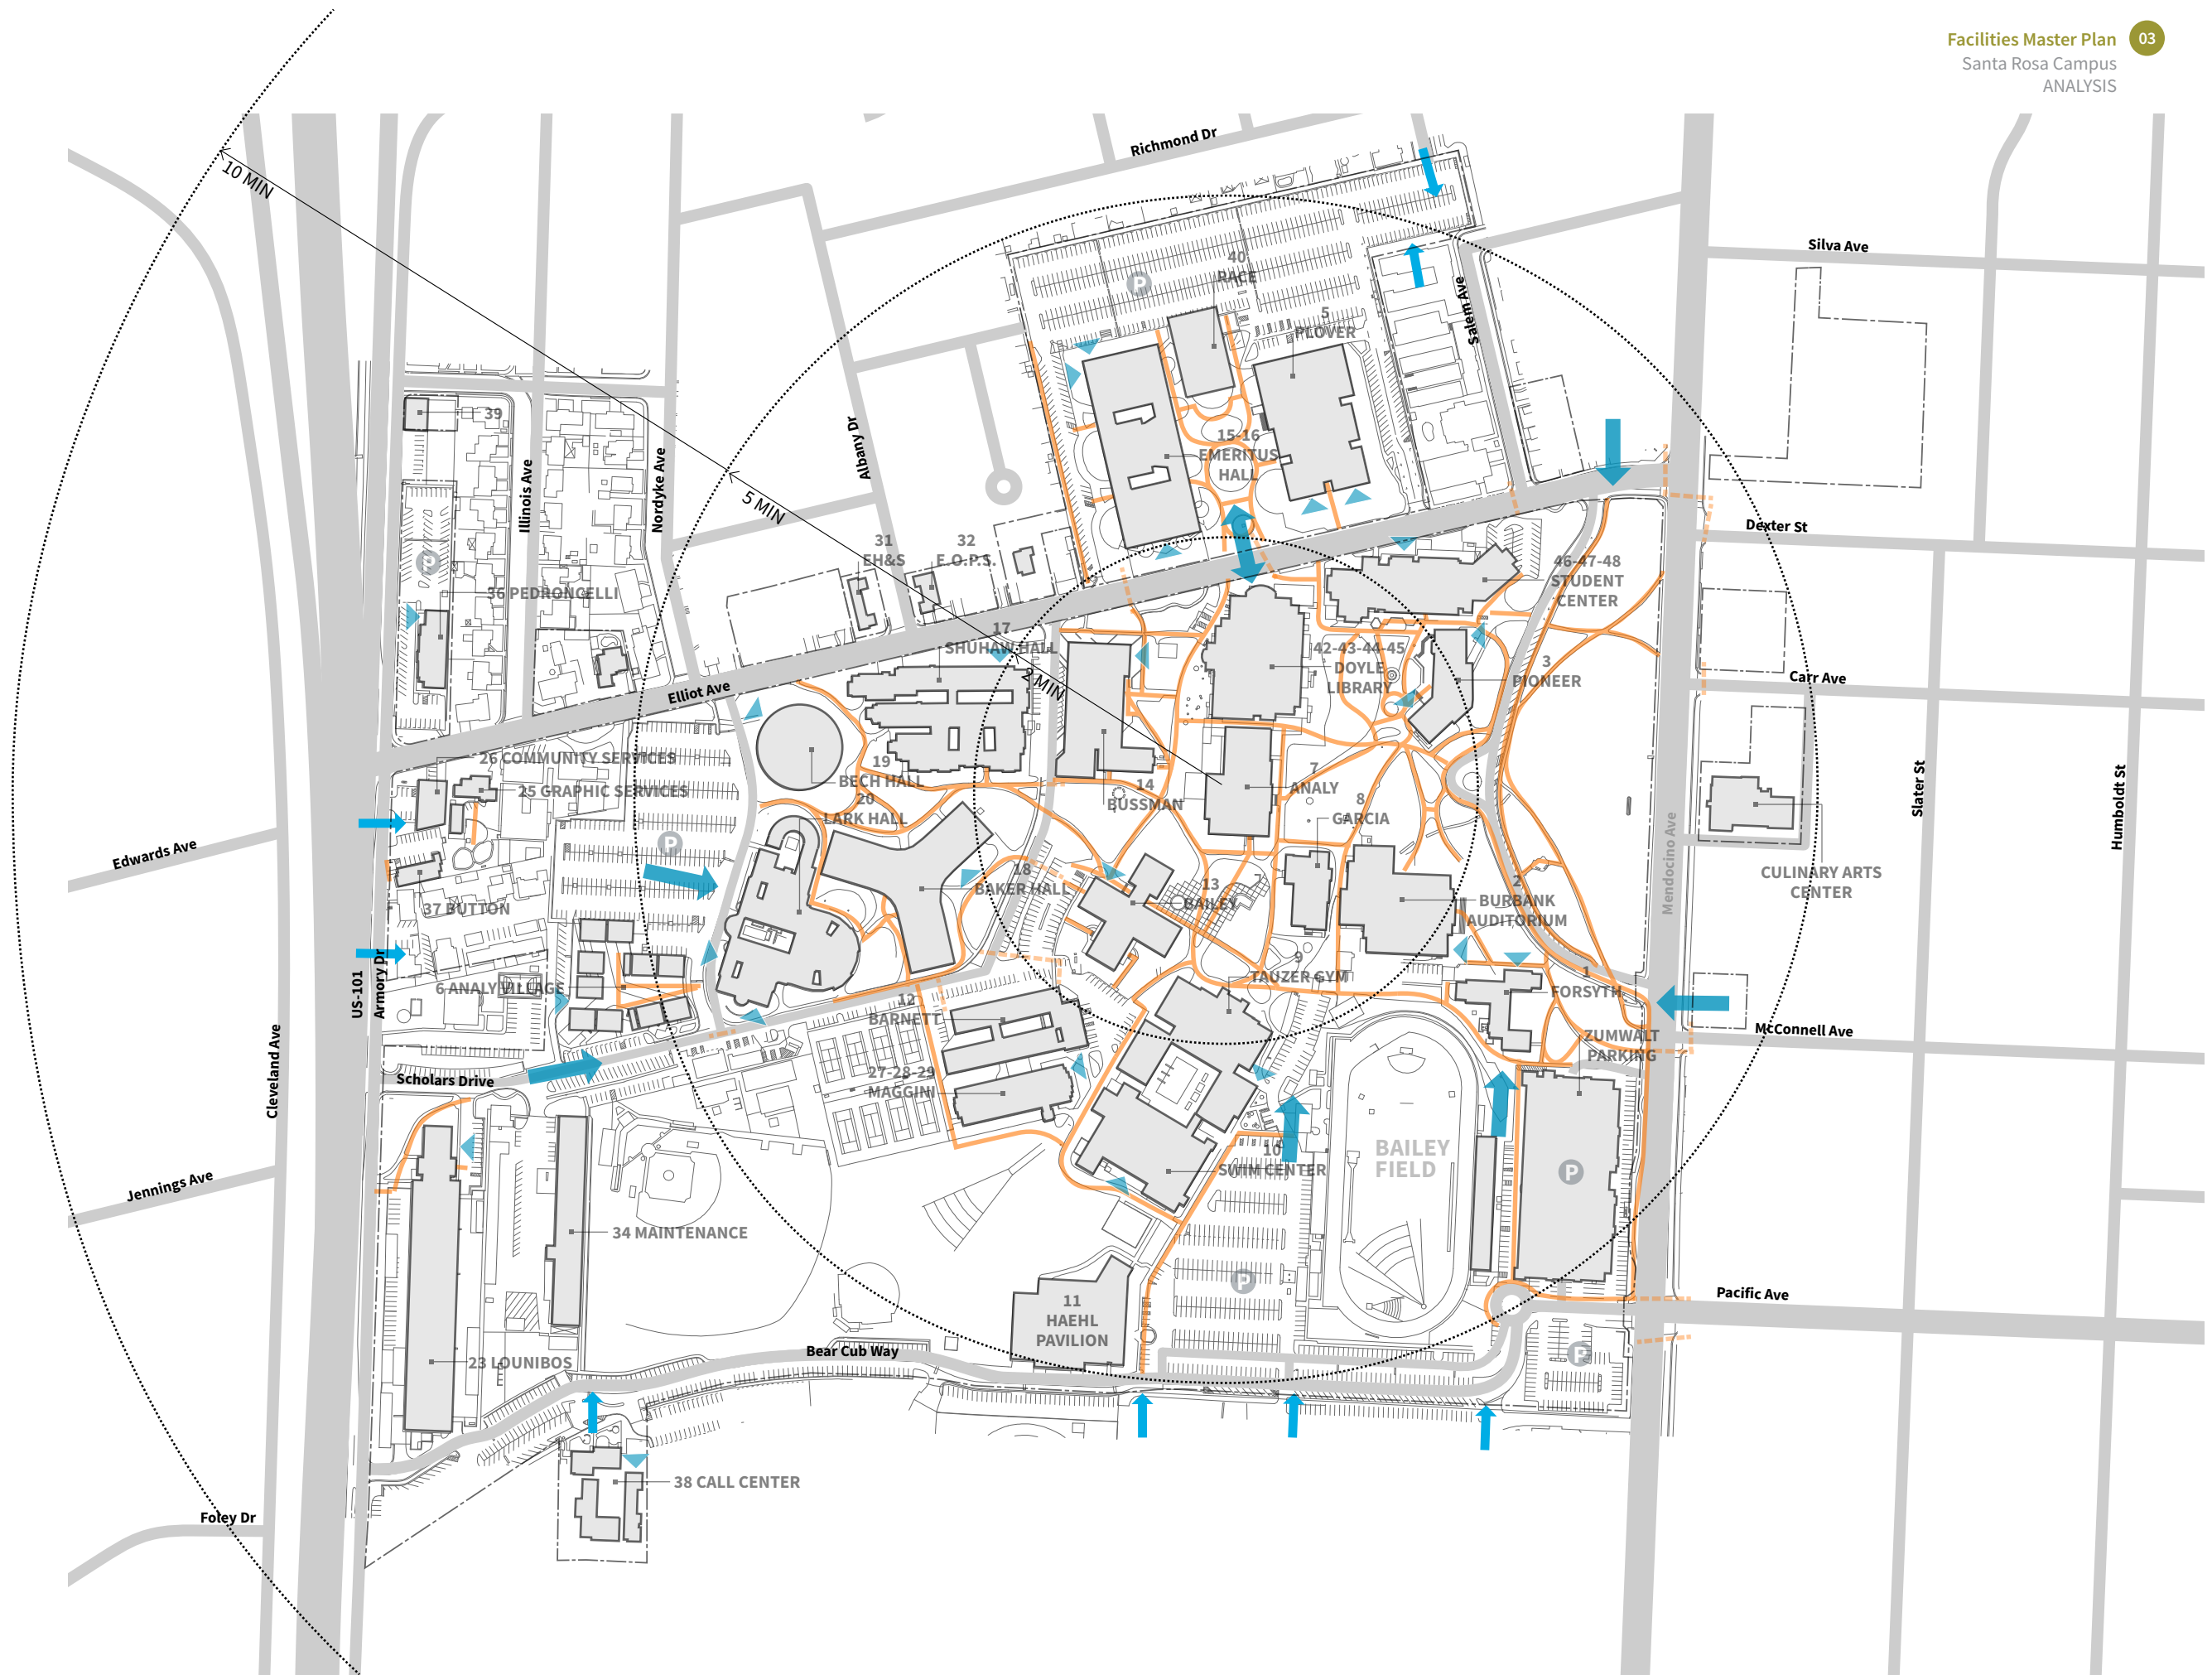 Facilities Master Plan 03
Santa Rosa Campus
ANALYSIS
Richmond Dr
10 MIN
Silva Ave
40
RACE
5
PLOVER
Salem Ave
39
15-16
EMERITUS
HALL
Albany Dr
Illinois Ave
Nordyke Ave
5 MIN
P
P
Dexter St
31
EH&S
32
E.O.P.S.
46-47-48
STUDENT
CENTER
36 PEDRONCELLI
17
SHUHAW HALL
42-43-44-45
DOYLE
LIBRARY
3
PIONEER
2 MIN
Carr Ave
Elliot Ave
26 COMMUNITY SERVICES
25 GRAPHIC SERVICES
19
BECH HALL
20
LARK HALL
14
BUSSMAN
7
ANALY
8
GARCIA
Slater St
Humboldt St
Mendocino Ave
P
Edwards Ave
CULINARY ARTS
CENTER
18
BAKER HALL
13
BAILEY
2
BURBANK
AUDITORIUM
37 BUTTON
US-101
Armory Dr
6 ANALY VILLAGE
9
TAUZER GYM
1
FORSYTH
12
BARNETT
ZUMWALT
PARKING
McConnell Ave
Cleveland Ave
Scholars Drive
27-28-29
MAGGINI
BAILEY
FIELD
10
SWIM CENTER
P
Jennings Ave
34 MAINTENANCE
P
Pacific Ave
11
HAEHL
PAVILION
Bear Cub Way
P
23 LOUNIBOS
38 CALL CENTER
Foley Dr